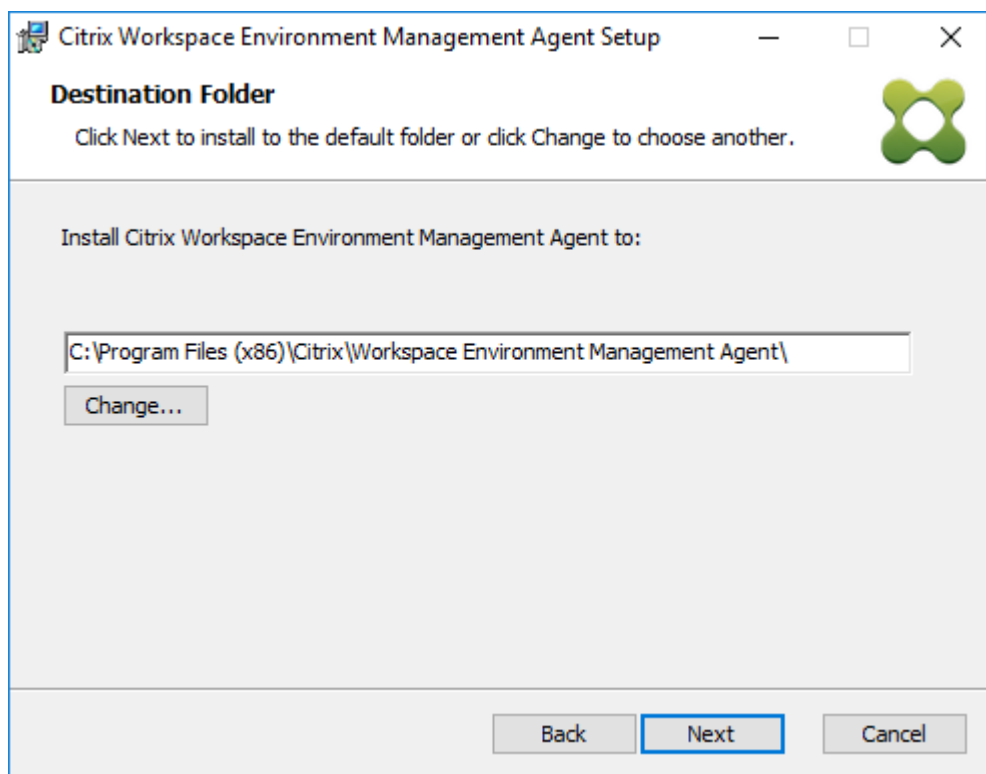 Citrix Workspace Environment Management Agent Setup
Destination Folder
Click Next to install to the default folder or click Change to choose another.
Install Citrix Workspace Environment Management Agent to:
C:\Program Files (x86)\Citrix\Workspace Environment Management Agent\
Change...
Back Next Cancel